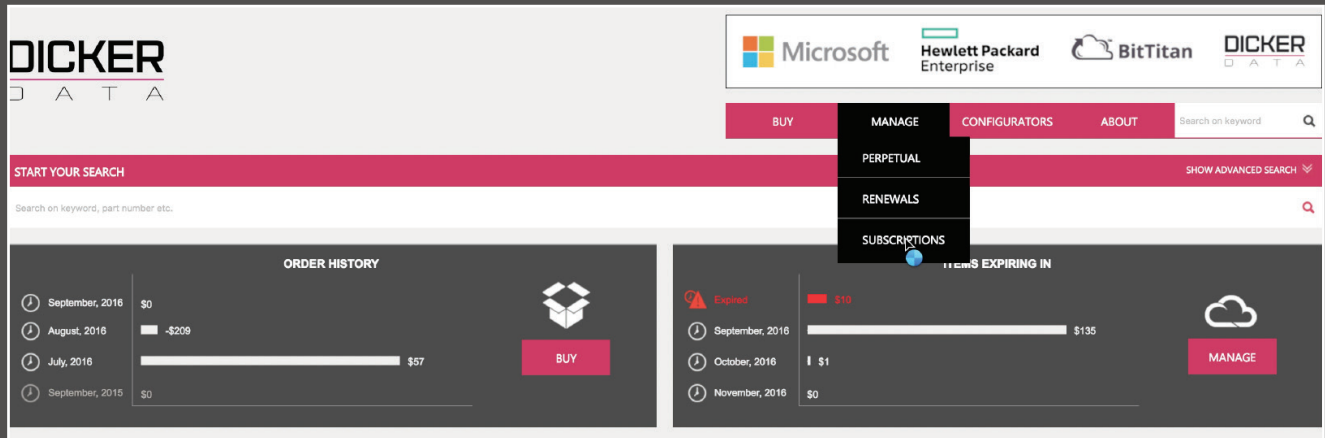 DICKER
DATA
Microsoft
Hewlett Packard
Enterprise
BitTitan
DICKER
DATA
BUY
MANAGE
CONFIGURATORS
ABOUT
Search on keyword
PERPETUAL
RENEWALS
SUBSCRIPTIONS
START YOUR SEARCH
SHOW ADVANCED SEARCH
Search on keyword, part number etc.
ORDER HISTORY
September, 2016 $0
August, 2016 -$209
July, 2016 $57
September, 2015 $0
BUY
ITEMS EXPIRING IN
Expired $10
September, 2016 $135
October, 2016 $1
November, 2016 $0
MANAGE